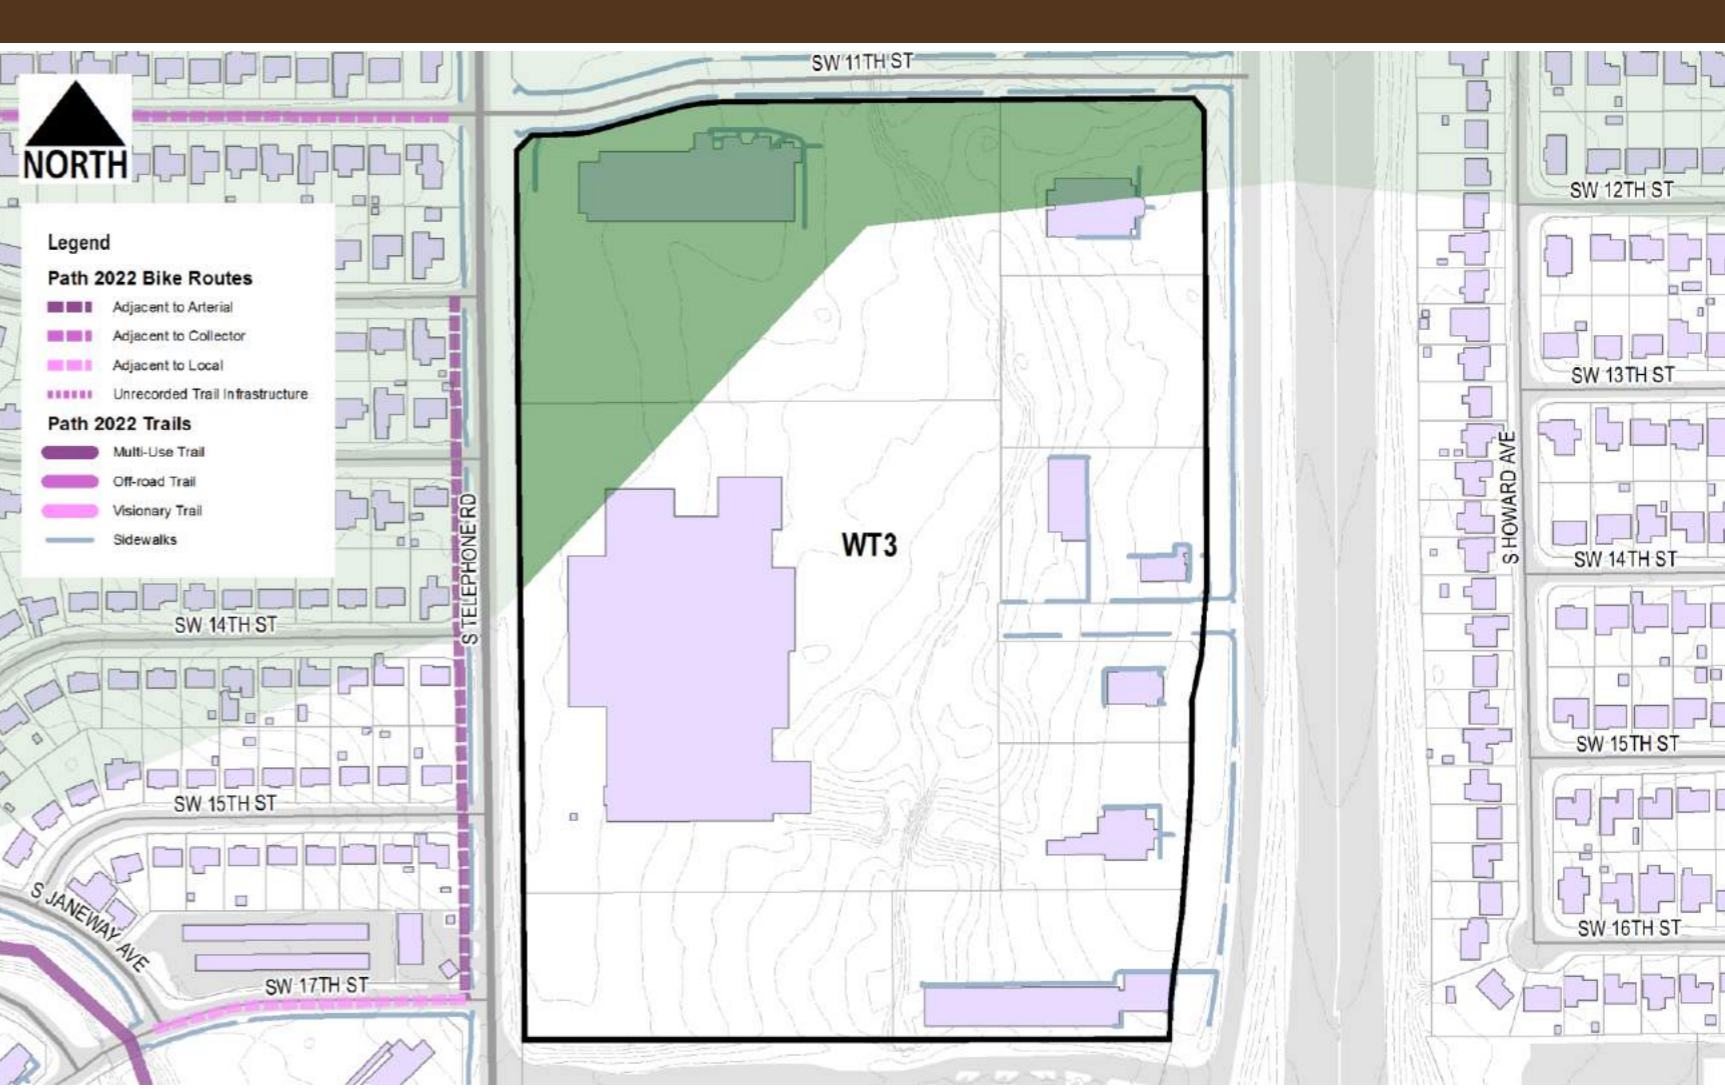 SW 11TH ST
NORTH
SW 12TH ST
Legend
Path 2022 Bike Routes
Adjacent to Arterial
Adjacent to Collector
Adjacent to Local
Unrecorded Trail Infrastructure
Path 2022 Trails
Multi-Use Trail
Off-road Trail
Visionary Trail
Sidewalks
SW 13TH ST
S TELEPHONE RD
WT3
S HOWARD AVE
SW 14TH ST
SW 14TH ST
SW 15TH ST
SW 15TH ST
S JANEWAY AVE
SW 16TH ST
SW 17TH ST